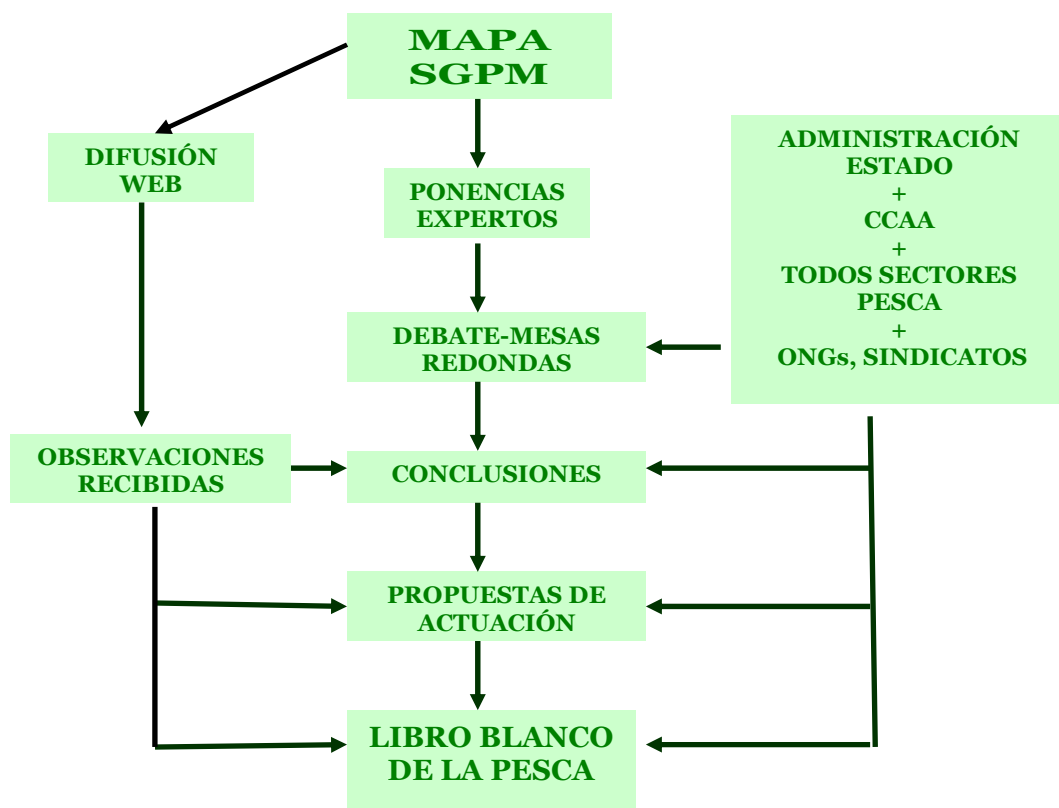 MAPA
SGPM
DIFUSIÓN
WEB
PONENCIAS
EXPERTOS
ADMINISTRACIÓN
ESTADO
+
CCAA
+
TODOS SECTORES
PESCA
+
ONGs, SINDICATOS
DEBATE-MESAS
REDONDAS
OBSERVACIONES
RECIBIDAS
CONCLUSIONES
PROPUESTAS DE
ACTUACIÓN
LIBRO BLANCO
DE LA PESCA